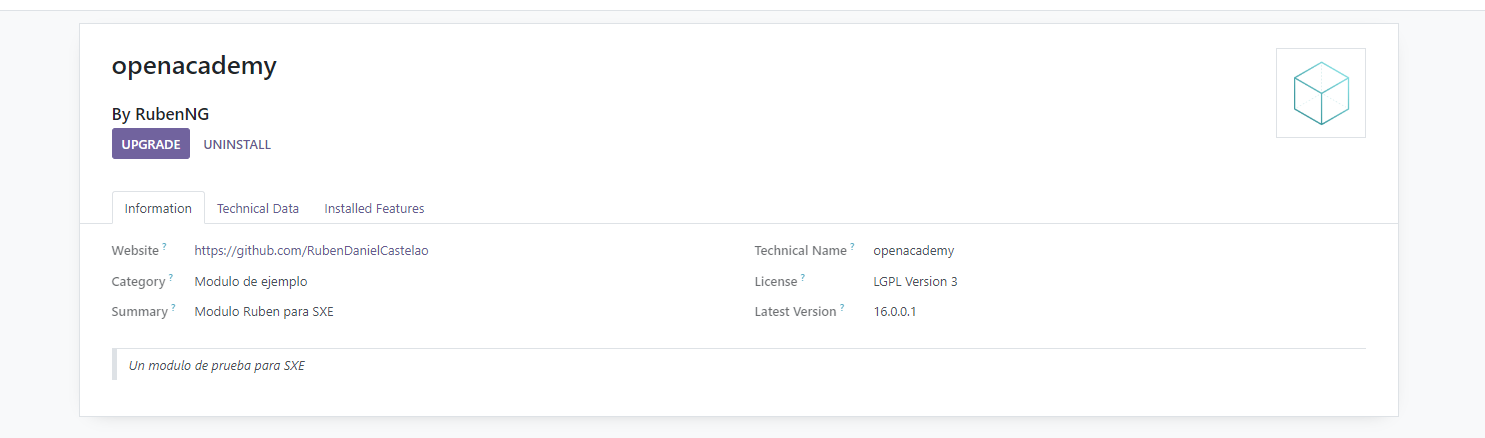 openacademy
By RubenNG
UPGRADE UNINSTALL
Information Technical Data Installed Features
Website ? https://github.com/RubenDanielCastelao Technical Name ? openacademy
Category ? Modulo de ejemplo License ? LGPL Version 3
Summary ? Modulo Ruben para SXE Latest Version ? 16.0.0.1
Un modulo de prueba para SXE